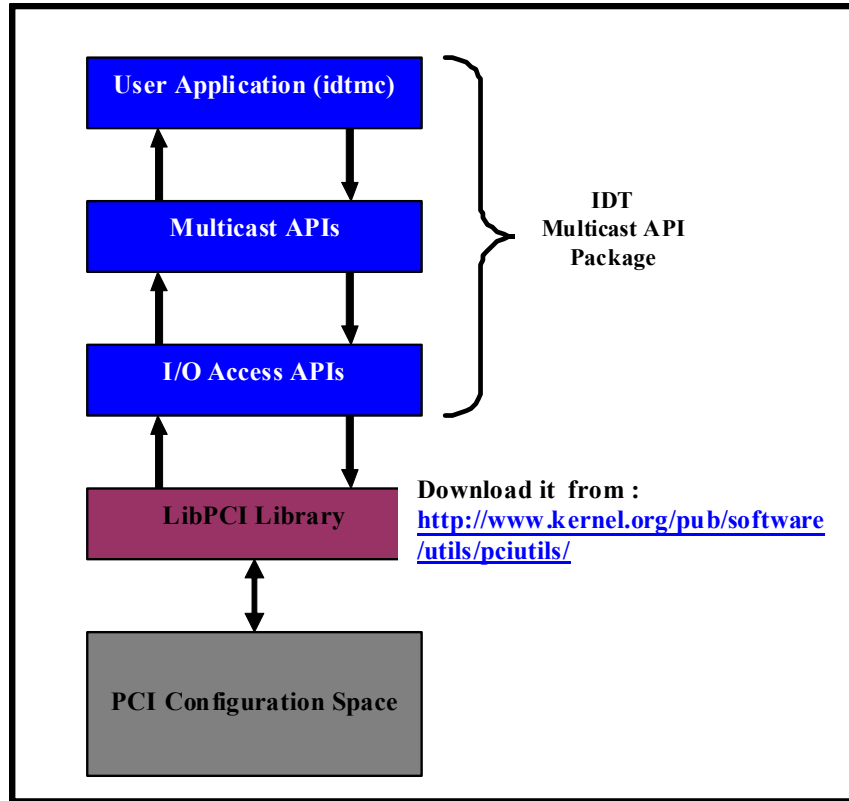 User Application (idtmc)
IDT
Multicast API
Package
Multicast APIs
I/O Access APIs
LibPCI Library
Download it from :
http://www.kernel.org/pub/software
/utils/pciutils/
PCI Configuration Space